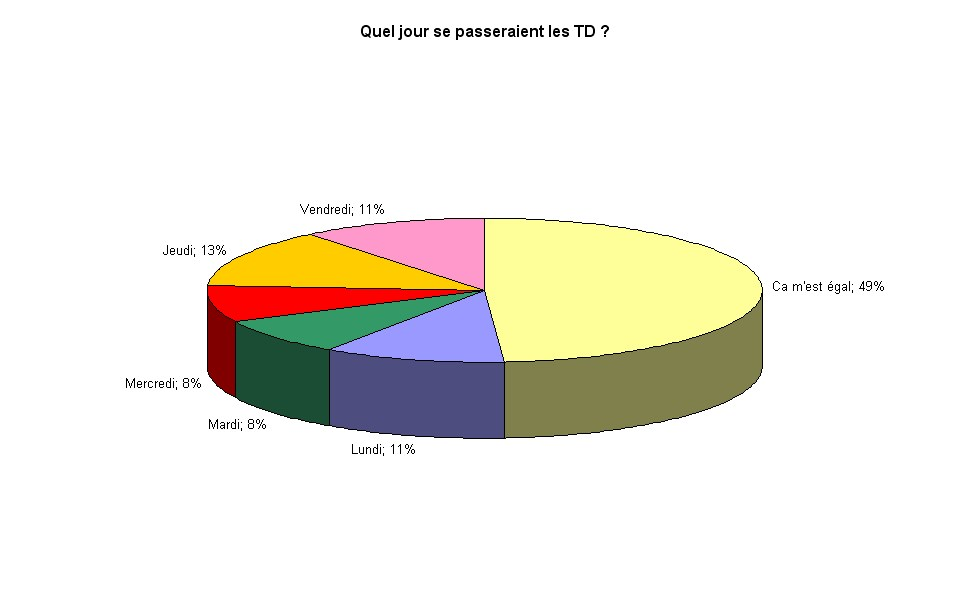 Quel jour se passeraient les TD ?
Vendredi; 11%
Jeudi; 13%
Ca m'est égal; 49%
Mercredi; 8%
Mardi; 8%
Lundi; 11%